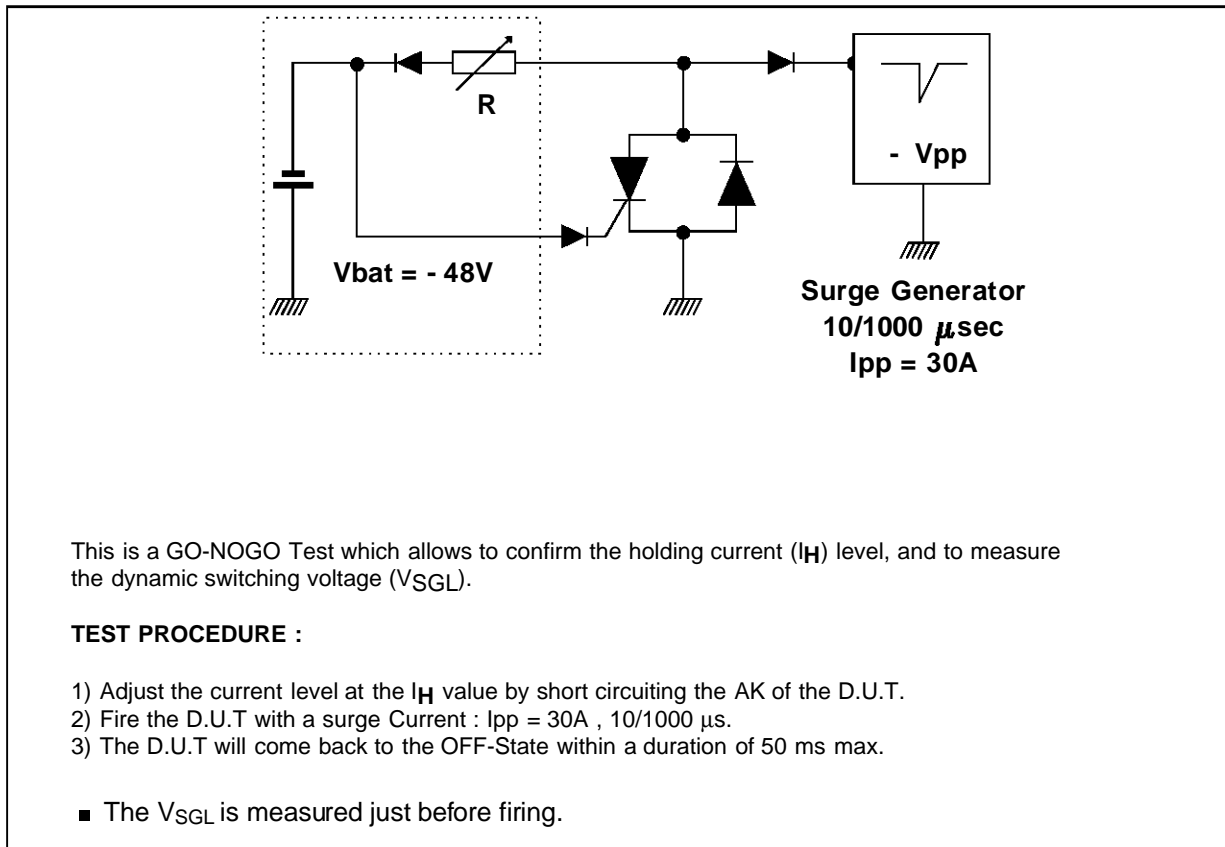 R
- Vpp
Vbat = - 48V
Surge Generator
10/1000 µsec
Ipp = 30A
This is a GO-NOGO Test which allows to confirm the holding current (IH) level, and to measure
the dynamic switching voltage (VSGL).
TEST PROCEDURE :
1) Adjust the current level at the IH value by short circuiting the AK of the D.U.T.
2) Fire the D.U.T with a surge Current : Ipp = 30A , 10/1000 µs.
3) The D.U.T will come back to the OFF-State within a duration of 50 ms max.
■ The VSGL is measured just before firing.